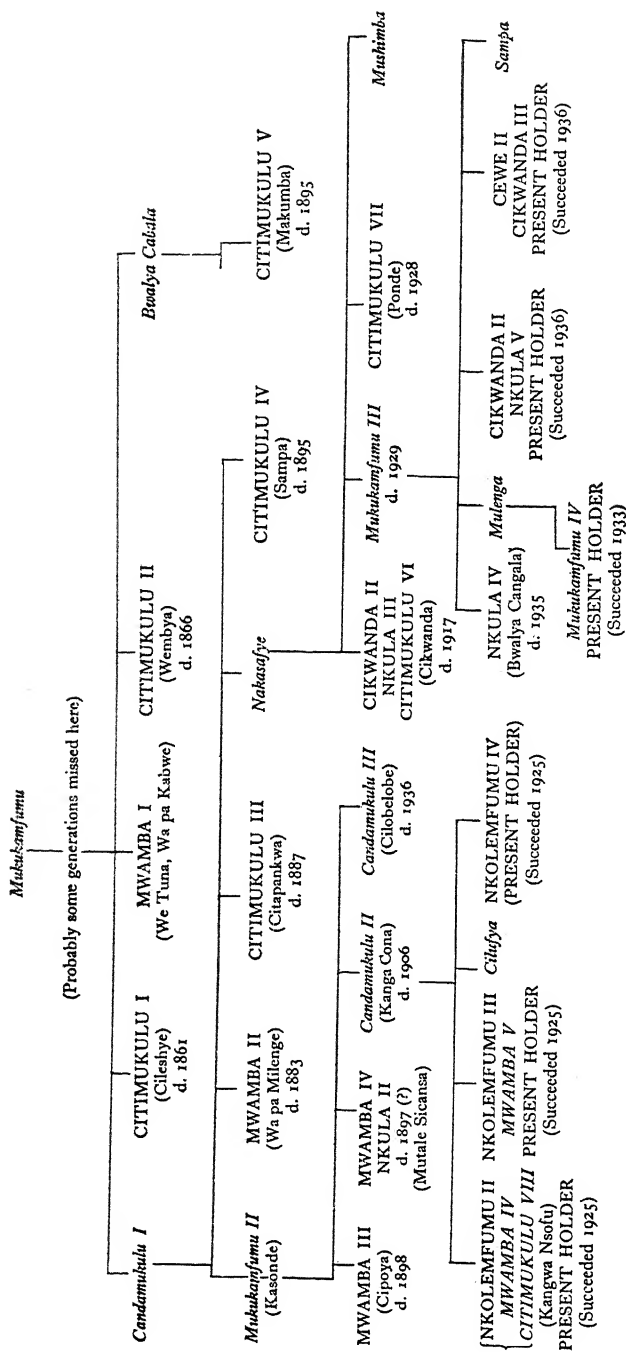 Mukukamfumu
(Probably some generations missed here)
Candamukulu I
CITIMUKULU I
(Cileshye)
d. 1861
MWAMBA I
(We Tuna, Wa pa Kabwe)
CITIMUKULU II
(Wembya)
d. 1866
Bwalya Cabala
Mukukamfumu II
(Kasonde)
MWAMBA II
(Wa pa Milenge)
d. 1883
CITIMUKULU III
(Citapankwa)
d. 1887
Nakasafye
CITIMUKULU IV
(Sampa)
d. 1895
CITIMUKULU V
(Makumba)
d. 1895
MWAMBA III
(Cipoya)
d. 1898
MWAMBA IV
NKULA II
d. 1897 (?)
(Mutale Sicansa)
Candamukulu II
(Kanga Cona)
d. 1906
Candamukulu III
(Cilobelobe)
d. 1936
CIKWANDA II
NKULA III
CITIMUKULU VI
(Cikwanda)
d. 1917
Mukukamfumu III
d. 1929
CITIMUKULU VII
(Ponde)
d. 1928
Mushimba
NKOLEMFUMU II
MWAMBA IV
CITIMUKULU VIII
(Kangwa Nsofu)
PRESENT HOLDER
(Succeeded 1925)
NKOLEMFUMU III
MWAMBA V
PRESENT HOLDER
(Succeeded 1925)
Cilufya
NKOLEMFUMU IV
(PRESENT HOLDER)
(Succeeded 1925)
NKULA IV
(Bwalya Cangala)
d. 1935
Mulenga
CIKWANDA II
NKULA V
PRESENT HOLDER
(Succeeded 1936)
CEWE II
CIKWANDA III
PRESENT HOLDER
(Succeeded 1936)
Sampa
Mukukamfumu IV
PRESENT HOLDER
(Succeeded 1933)